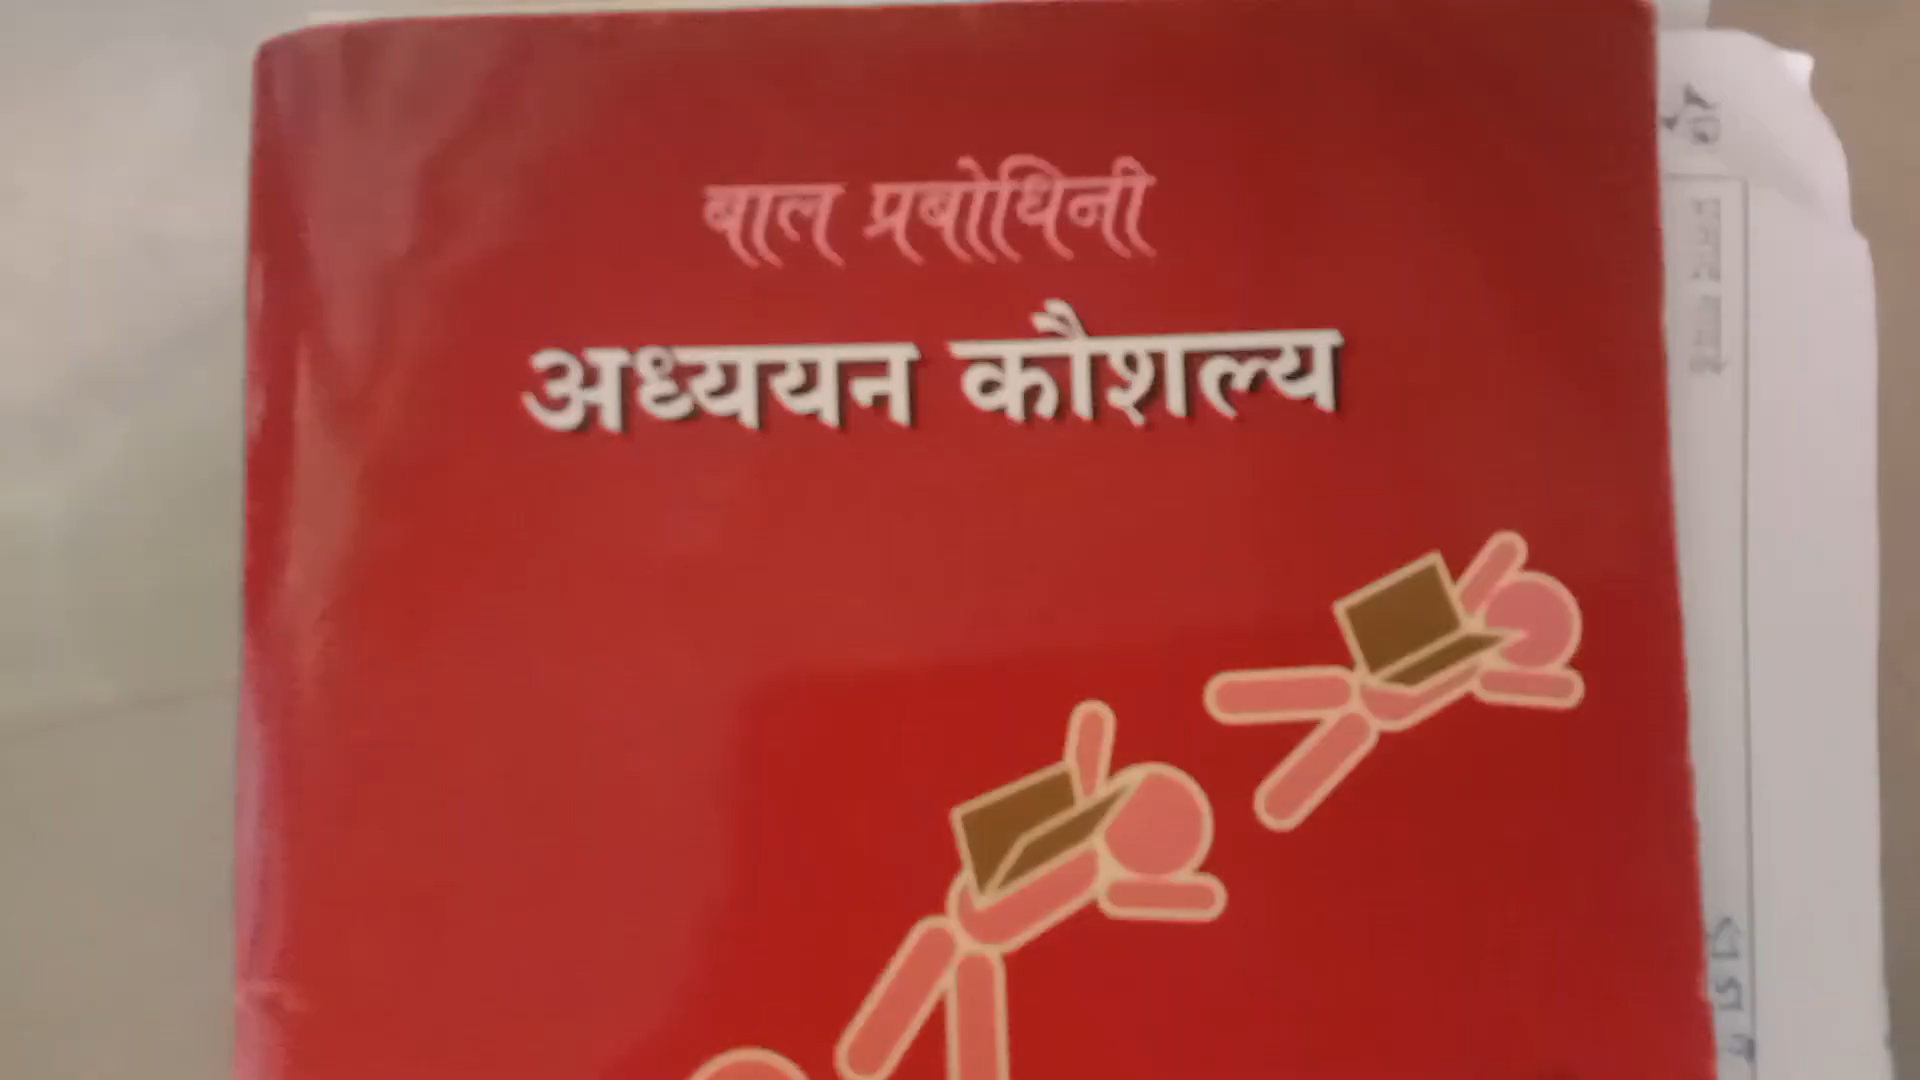 बाल प्रबोधिनी
अध्ययन कौशल्य